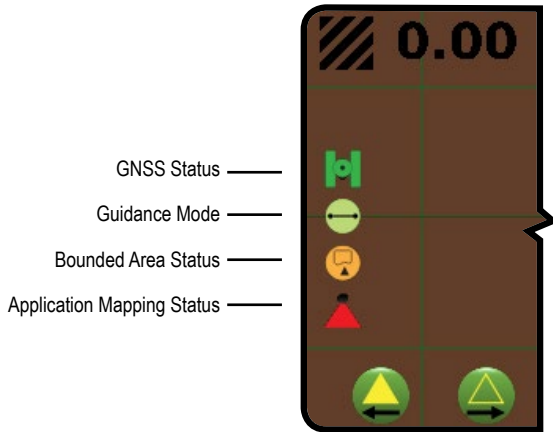 0.00
GNSS Status
Guidance Mode
Bounded Area Status
Application Mapping Status